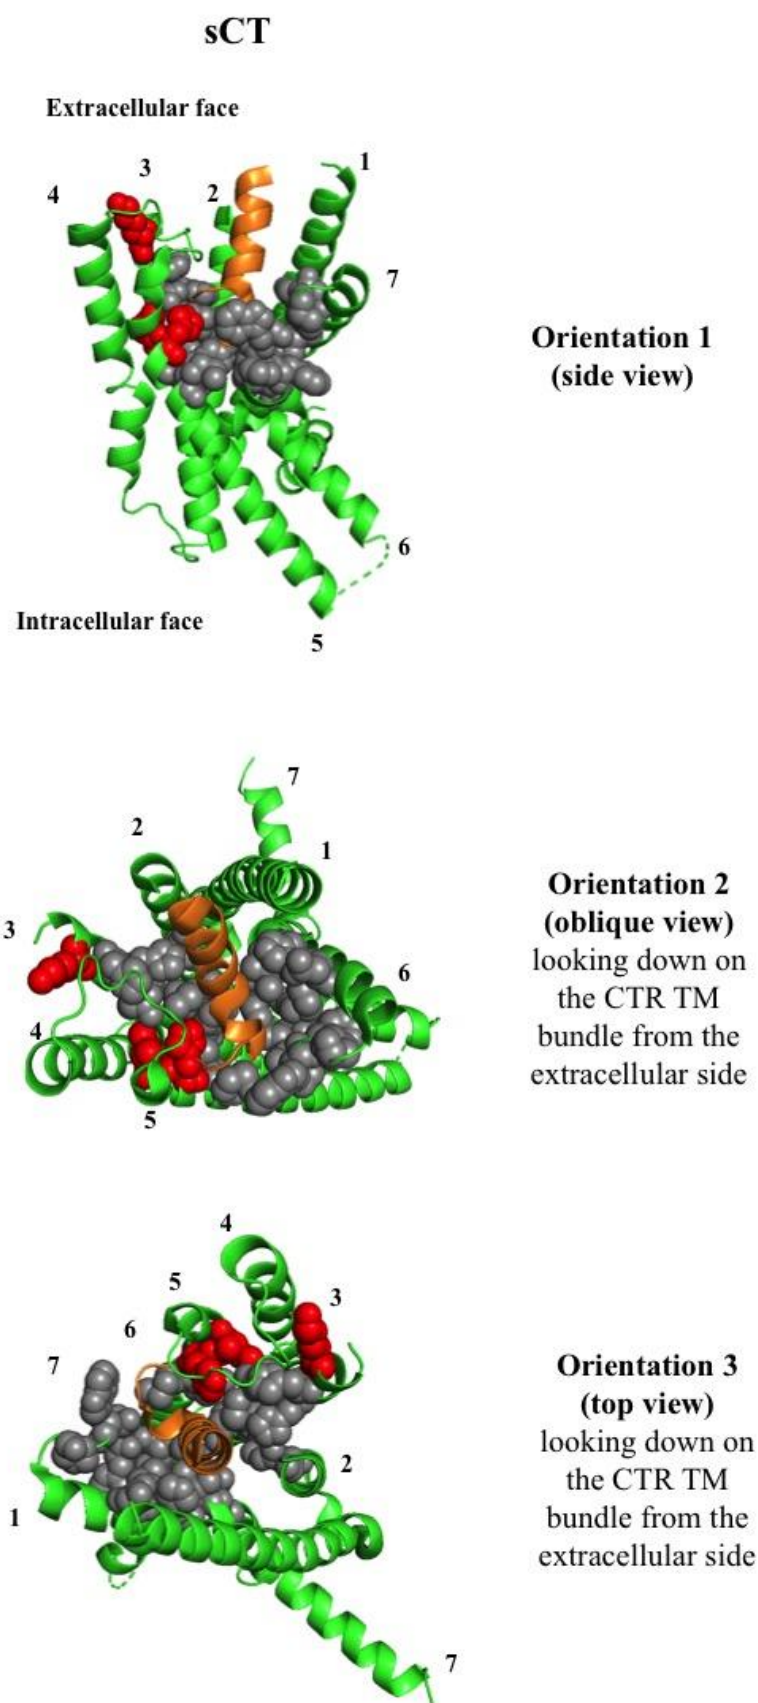 sCT
Extracellular face
3
1
4
2
7
Orientation 1
(side view)
6
Intracellular face
5
7
2
1
Orientation 2
(oblique view)
looking down on
the CTR TM
bundle from the
extracellular side
3
6
4
5
4
5
3
6
7
Orientation 3
(top view)
looking down on
the CTR TM
bundle from the
extracellular side
2
1
7